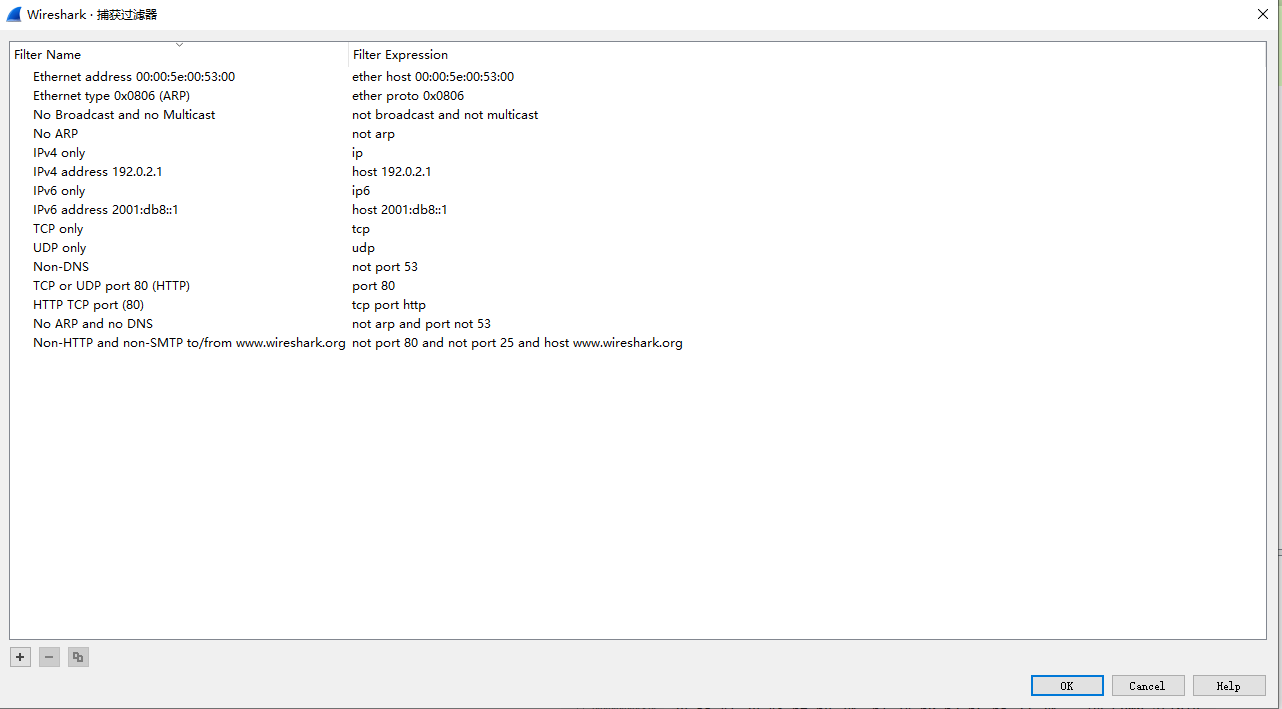 Wireshark · 捕获过滤器
Filter Name Filter Expression
Ethernet address 00:00:5e:00:53:00 ether host 00:00:5e:00:53:00
Ethernet type 0x0806 (ARP) ether proto 0x0806
No Broadcast and no Multicast not broadcast and not multicast
No ARP not arp
IPv4 only ip
IPv4 address 192.0.2.1 host 192.0.2.1
IPv6 only ip6
IPv6 address 2001:db8::1 host 2001:db8::1
TCP only tcp
UDP only udp
Non-DNS not port 53
TCP or UDP port 80 (HTTP) port 80
HTTP TCP port (80) tcp port http
No ARP and no DNS not arp and port not 53
Non-HTTP and non-SMTP to/from www.wireshark.org not port 80 and not port 25 and host www.wireshark.org
OK Cancel Help